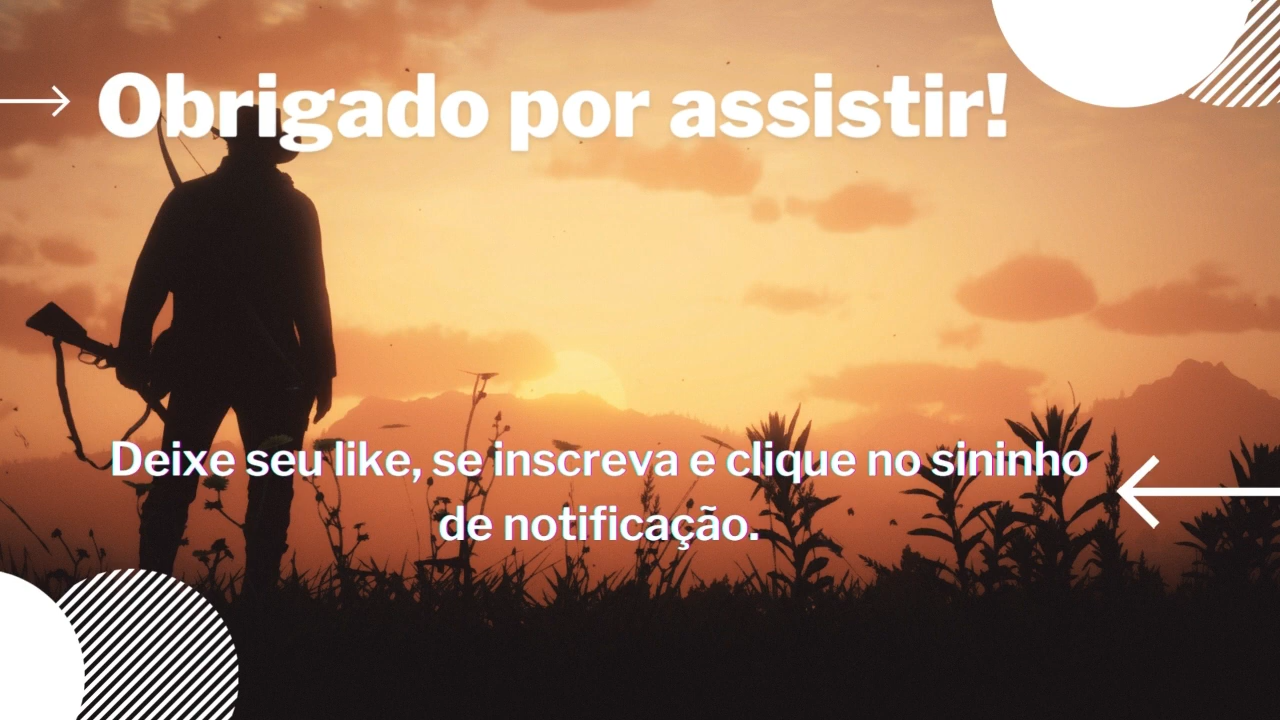 Obrigado por assistir!
Deixe seu like, se inscreva e clique no sininho
de notificação.